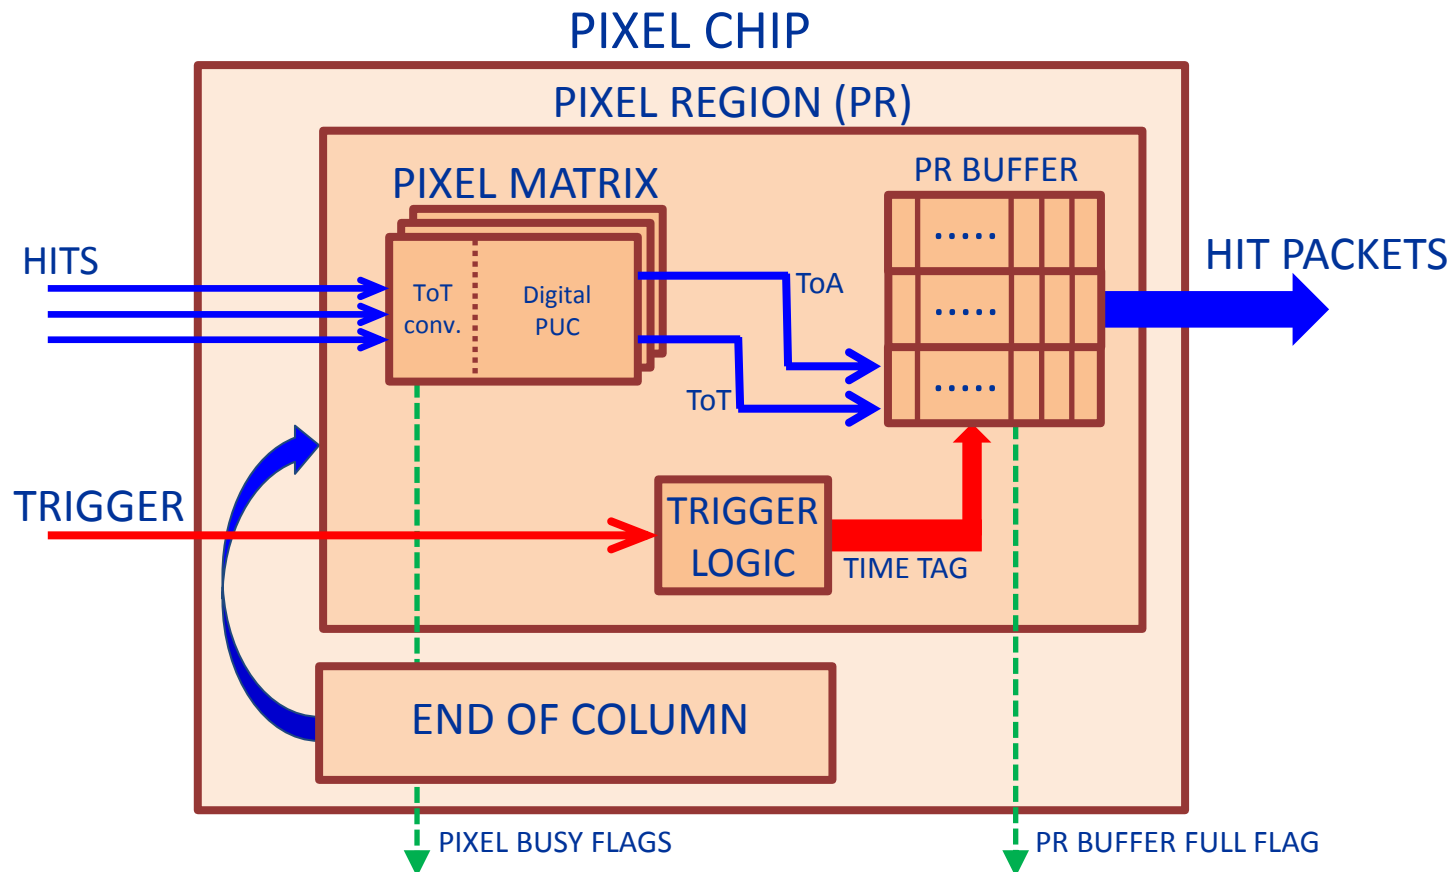 PIXEL CHIP
PIXEL REGION (PR)
PIXEL MATRIX
PR BUFFER
HITS
ToT
conv.
Digital
PUC
ToA
ToT
.....
.....
.....
HIT PACKETS
TRIGGER
TRIGGER
LOGIC
TIME TAG
END OF COLUMN
PIXEL BUSY FLAGS
PR BUFFER FULL FLAG